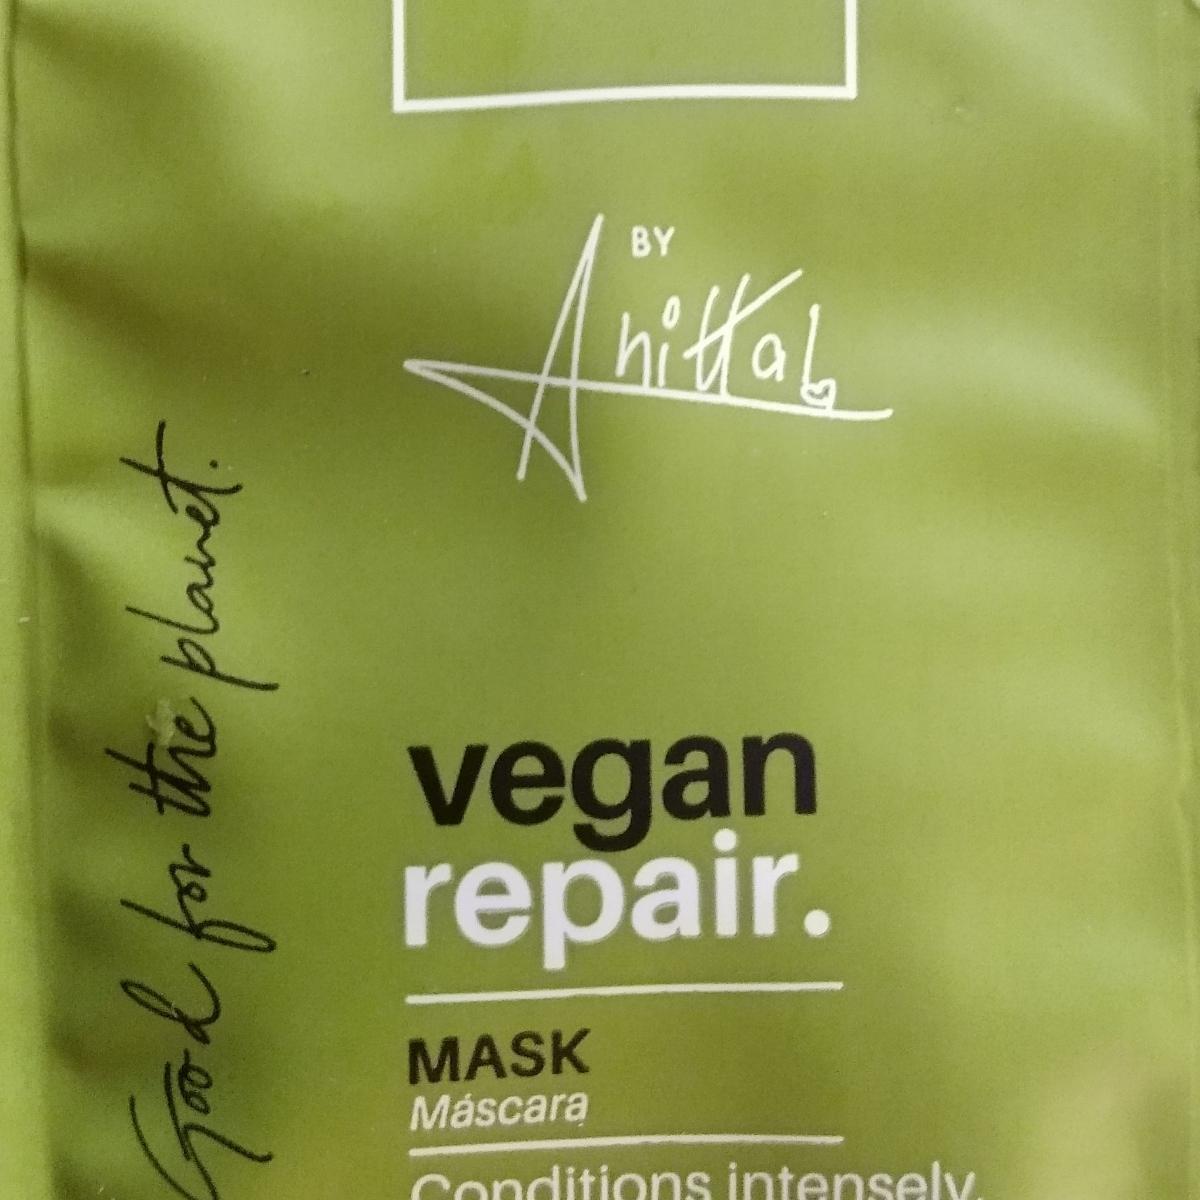 BY
Anitta
vegan
repair.
MASK
Máscara
Conditions intensely.
Good for the planet.